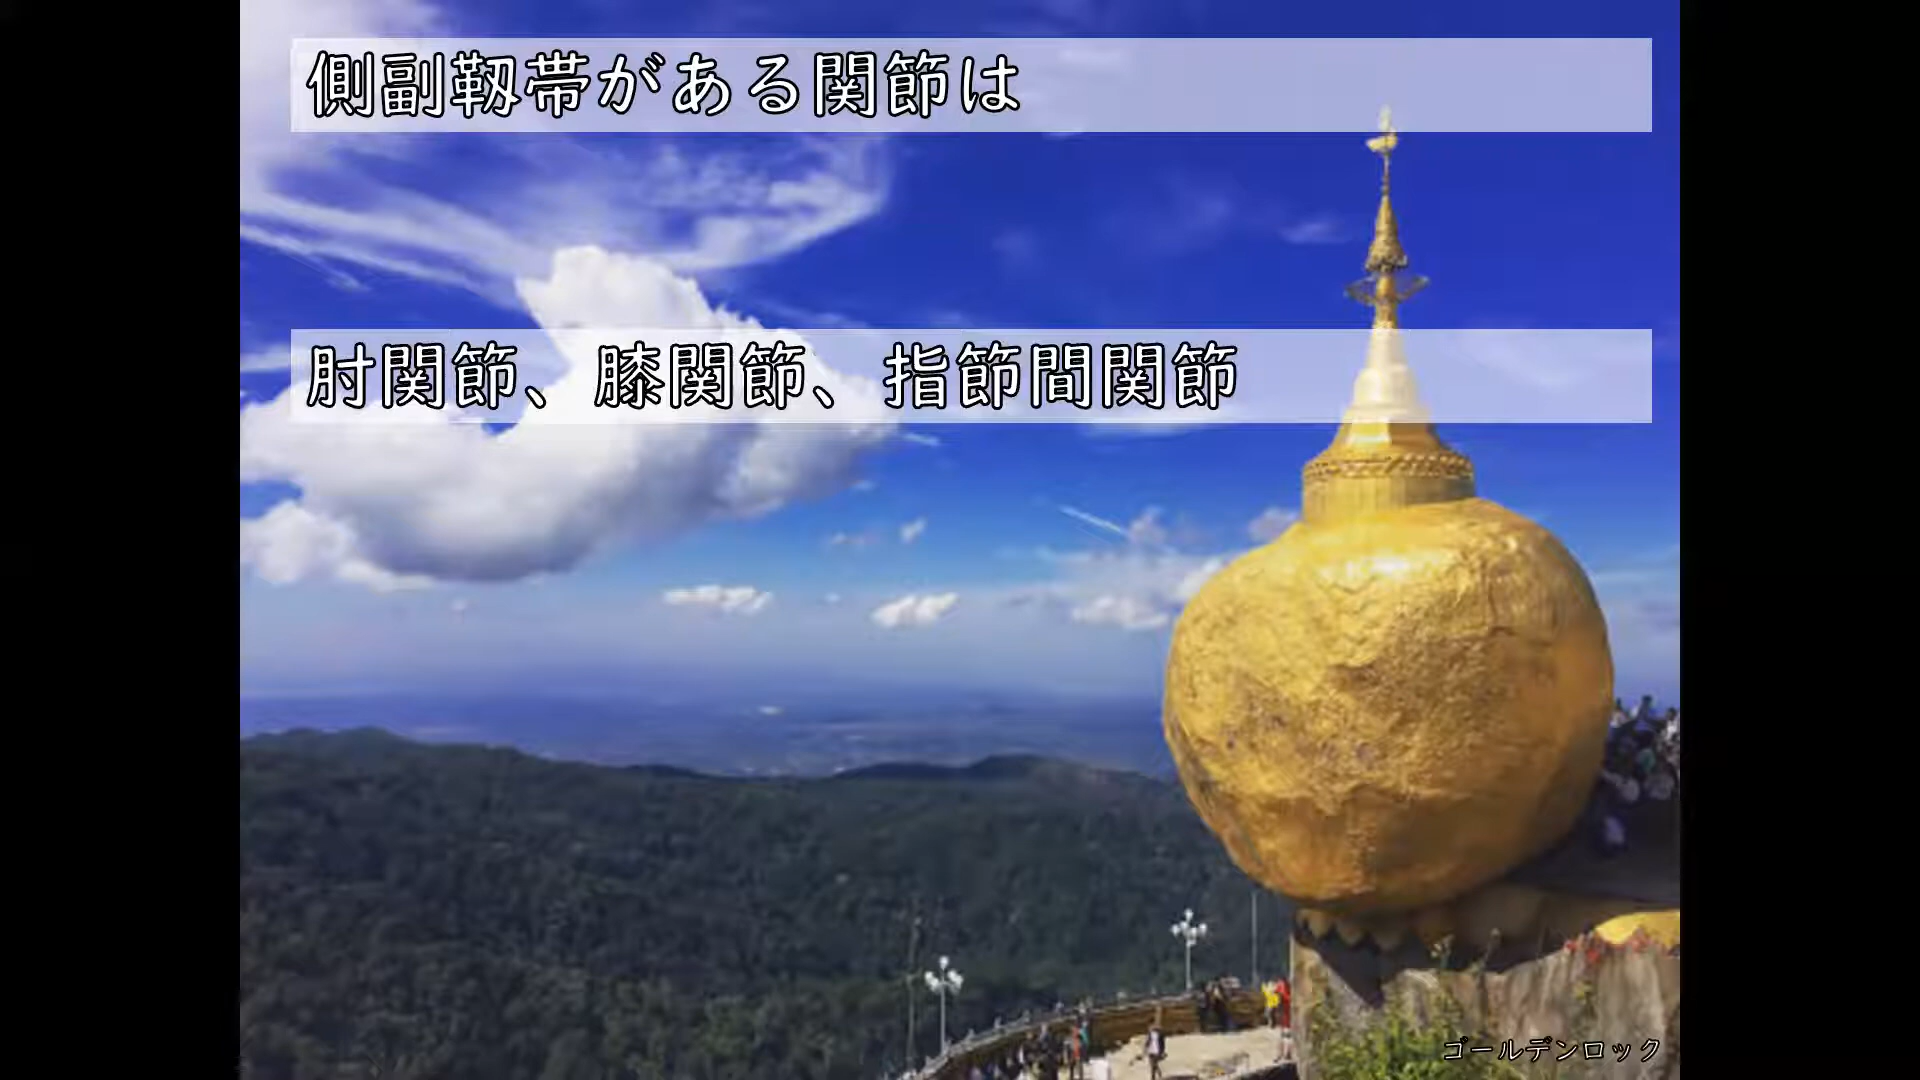 側副靱帯がある関節は
肘関節、膝関節、指節間関節
ゴールデンロック